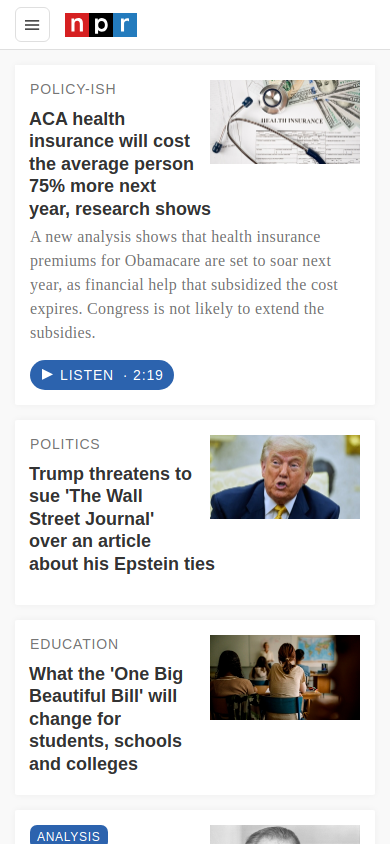 npr
POLICY-ISH
ACA health
insurance will cost
the average person
75% more next
year, research shows
HEALTH INSURANCE
A new analysis shows that health insurance
premiums for Obamacare are set to soar next
year, as financial help that subsidized the cost
expires. Congress is not likely to extend the
subsidies.
LISTEN · 2:19
POLITICS
Trump threatens to
sue 'The Wall
Street Journal'
over an article
about his Epstein ties
EDUCATION
What the 'One Big
Beautiful Bill' will
change for
students, schools
and colleges
ANALYSIS